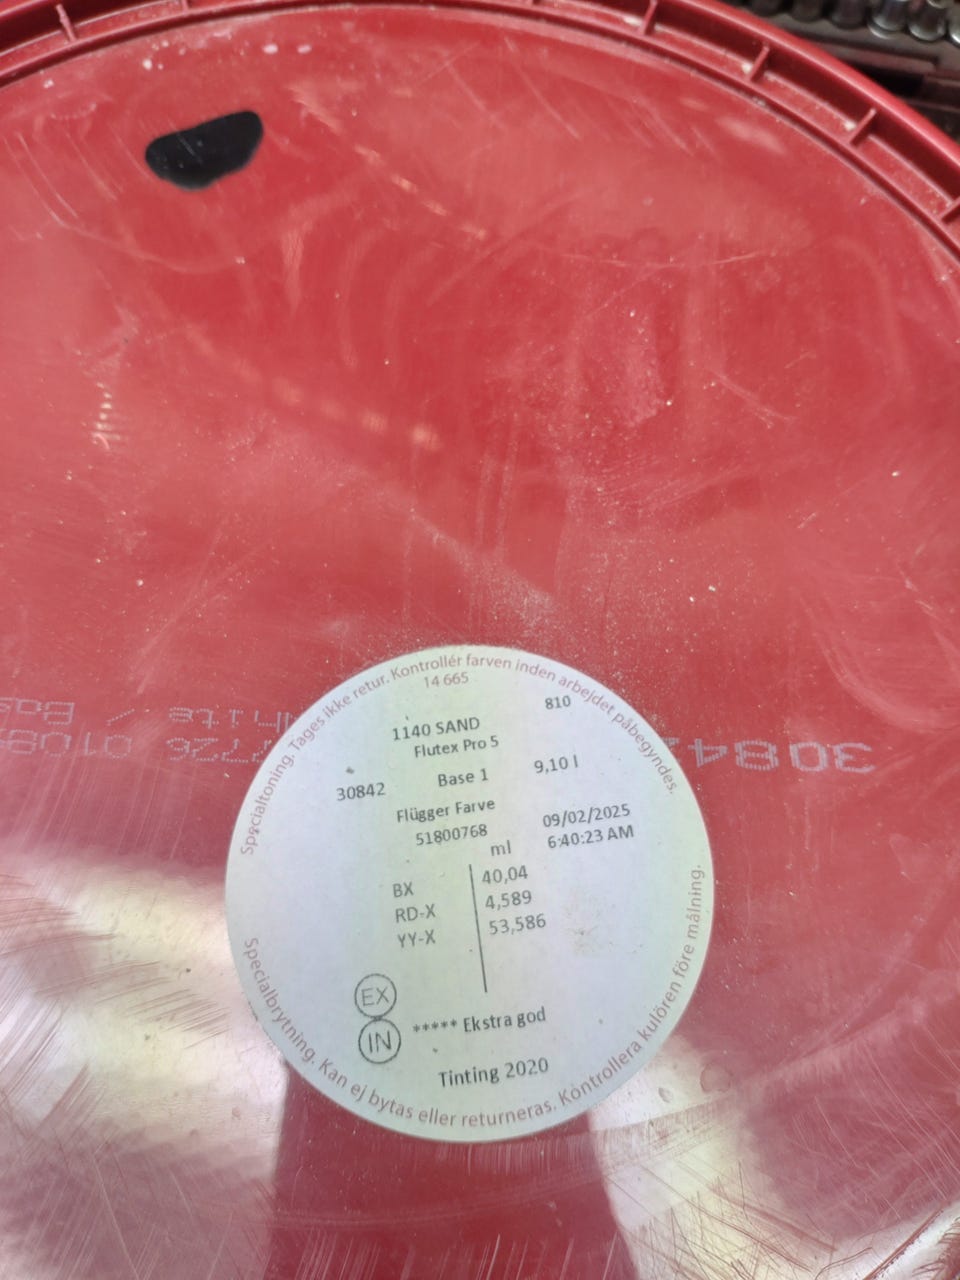 Specialtoning. Tages ikke retur. Kontrollér farven inden arbejdet påbegyndes.
14 665
810
1140 SAND
Flutex Pro 5
30842 Base 1 9,10 l
Flügger Farve
51800768
09/02/2025
6:40:23 AM
ml
BX 40,04
RD-X 4,589
YY-X 53,586
EX
IN
***** Ekstra god
Tinting 2020
Specialbrytning. Kan ej bytas eller returneras. Kontrollera kulören före målning.